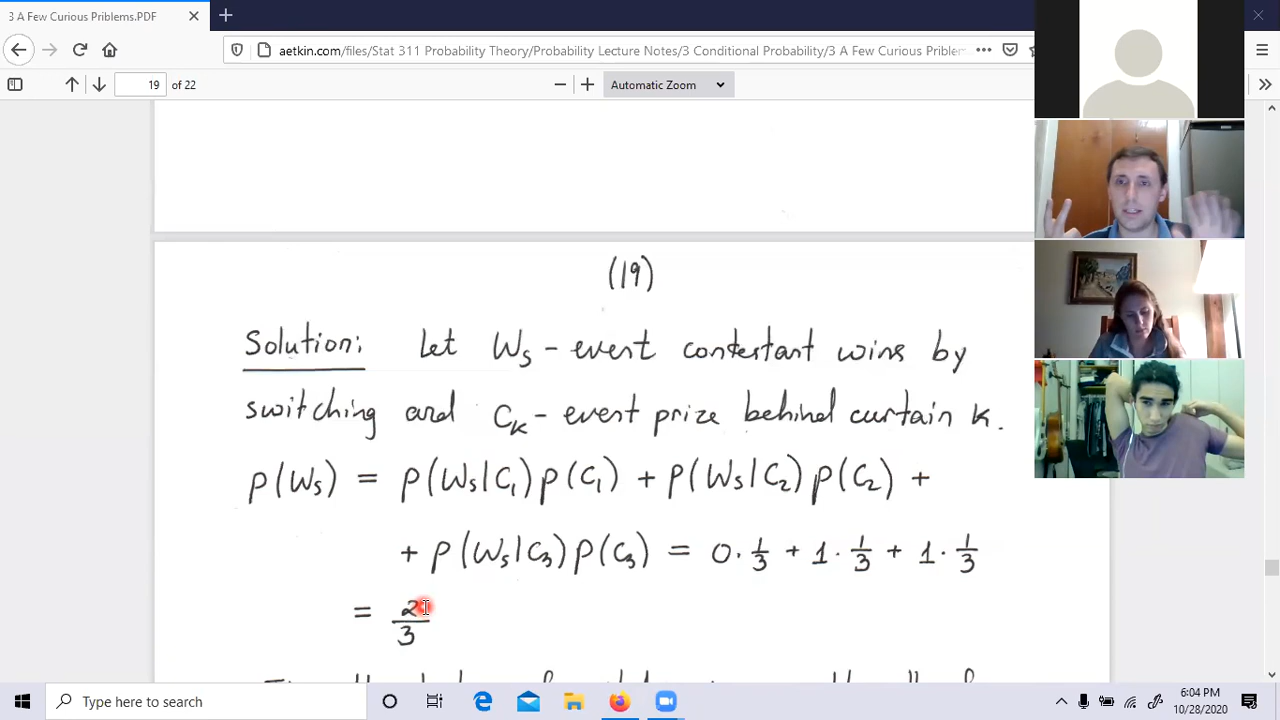 3 A Few Curious Priblems.PDF
aetkin.com/files/Stat 311 Probability Theory/Probability Lecture Notes/3 Conditional Probability/3 A Few Curious Priblem
19 of 22
Automatic Zoom
(19)
Solution: Let Ws - event contestant wins by
switching and CK - event prize behind curtain K.
P(Ws) = P(Ws|C1)P(C1) + P(Ws|C2)P(C2) +
+ P(Ws|C3)P(C3) = 0·1/3 + 1·1/3 + 1·1/3
= 2/3
Type here to search
6:04 PM
10/28/2020